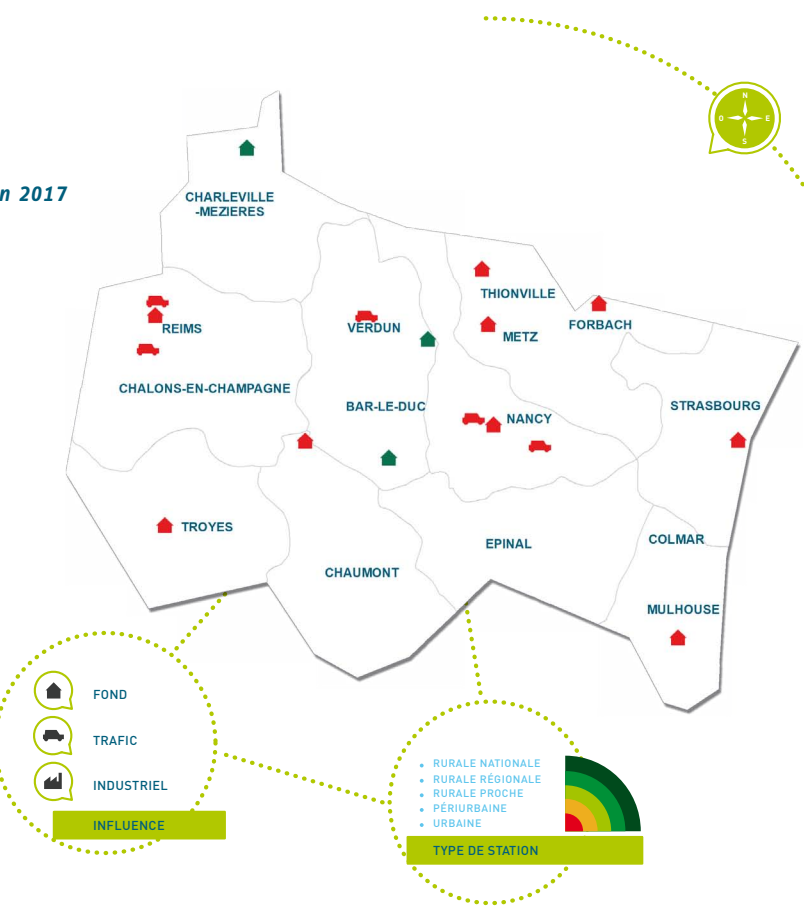 N
O E
S
n 2017
CHARLEVILLE
-MEZIERES
THIONVILLE
REIMS
VERDUN
METZ
FORBACH
CHALONS-EN-CHAMPAGNE
BAR-LE-DUC
NANCY
STRASBOURG
TROYES
EPINAL
COLMAR
CHAUMONT
MULHOUSE
FOND
TRAFIC
INDUSTRIEL
INFLUENCE
• RURALE NATIONALE
• RURALE RÉGIONALE
• RURALE PROCHE
• PÉRIURBAINE
• URBAINE
TYPE DE STATION